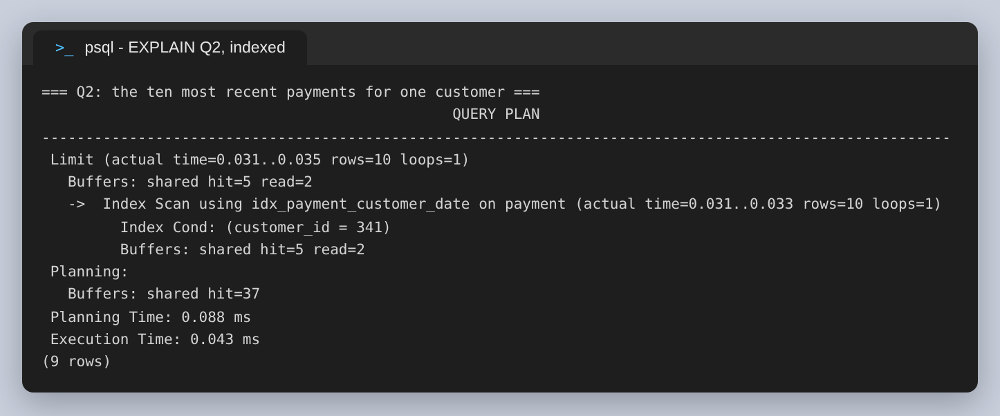 >_ psql - EXPLAIN Q2, indexed
=== Q2: the ten most recent payments for one customer ===
                                               QUERY PLAN
--------------------------------------------------------------------------------------------------------
 Limit (actual time=0.031..0.035 rows=10 loops=1)
   Buffers: shared hit=5 read=2
   ->  Index Scan using idx_payment_customer_date on payment (actual time=0.031..0.033 rows=10 loops=1)
         Index Cond: (customer_id = 341)
         Buffers: shared hit=5 read=2
 Planning:
   Buffers: shared hit=37
 Planning Time: 0.088 ms
 Execution Time: 0.043 ms
(9 rows)